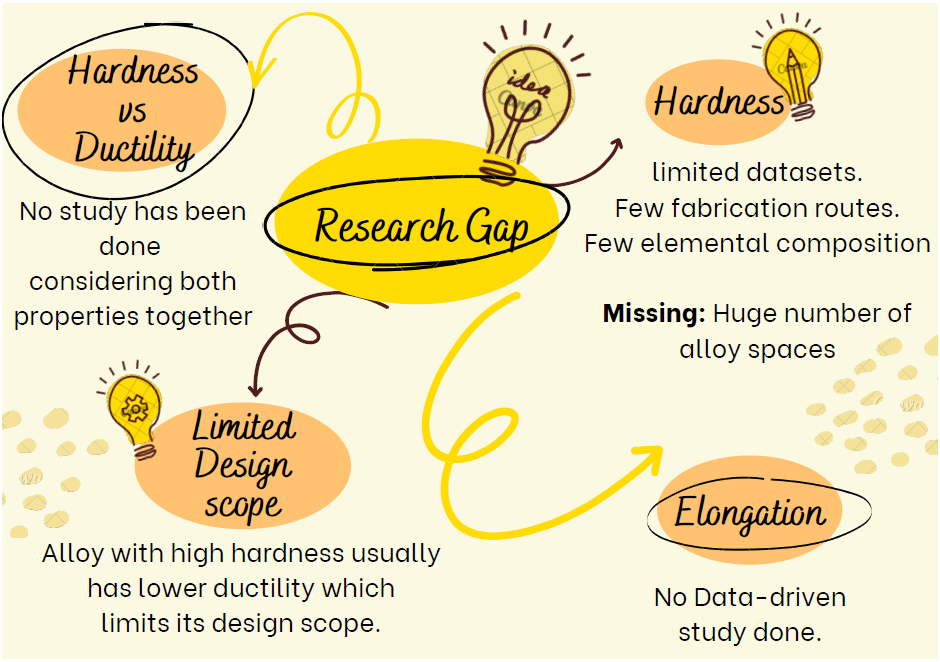 Hardness
vs
Ductility
No study has been
done
considering both
properties together
idea
Canva
Research Gap
Canva
Hardness
limited datasets.
Few fabrication routes.
Few elemental composition
Missing: Huge number of
alloy spaces
Limited
Design
scope
Alloy with high hardness usually
has lower ductility which
limits its design scope.
Elongation
No Data-driven
study done.